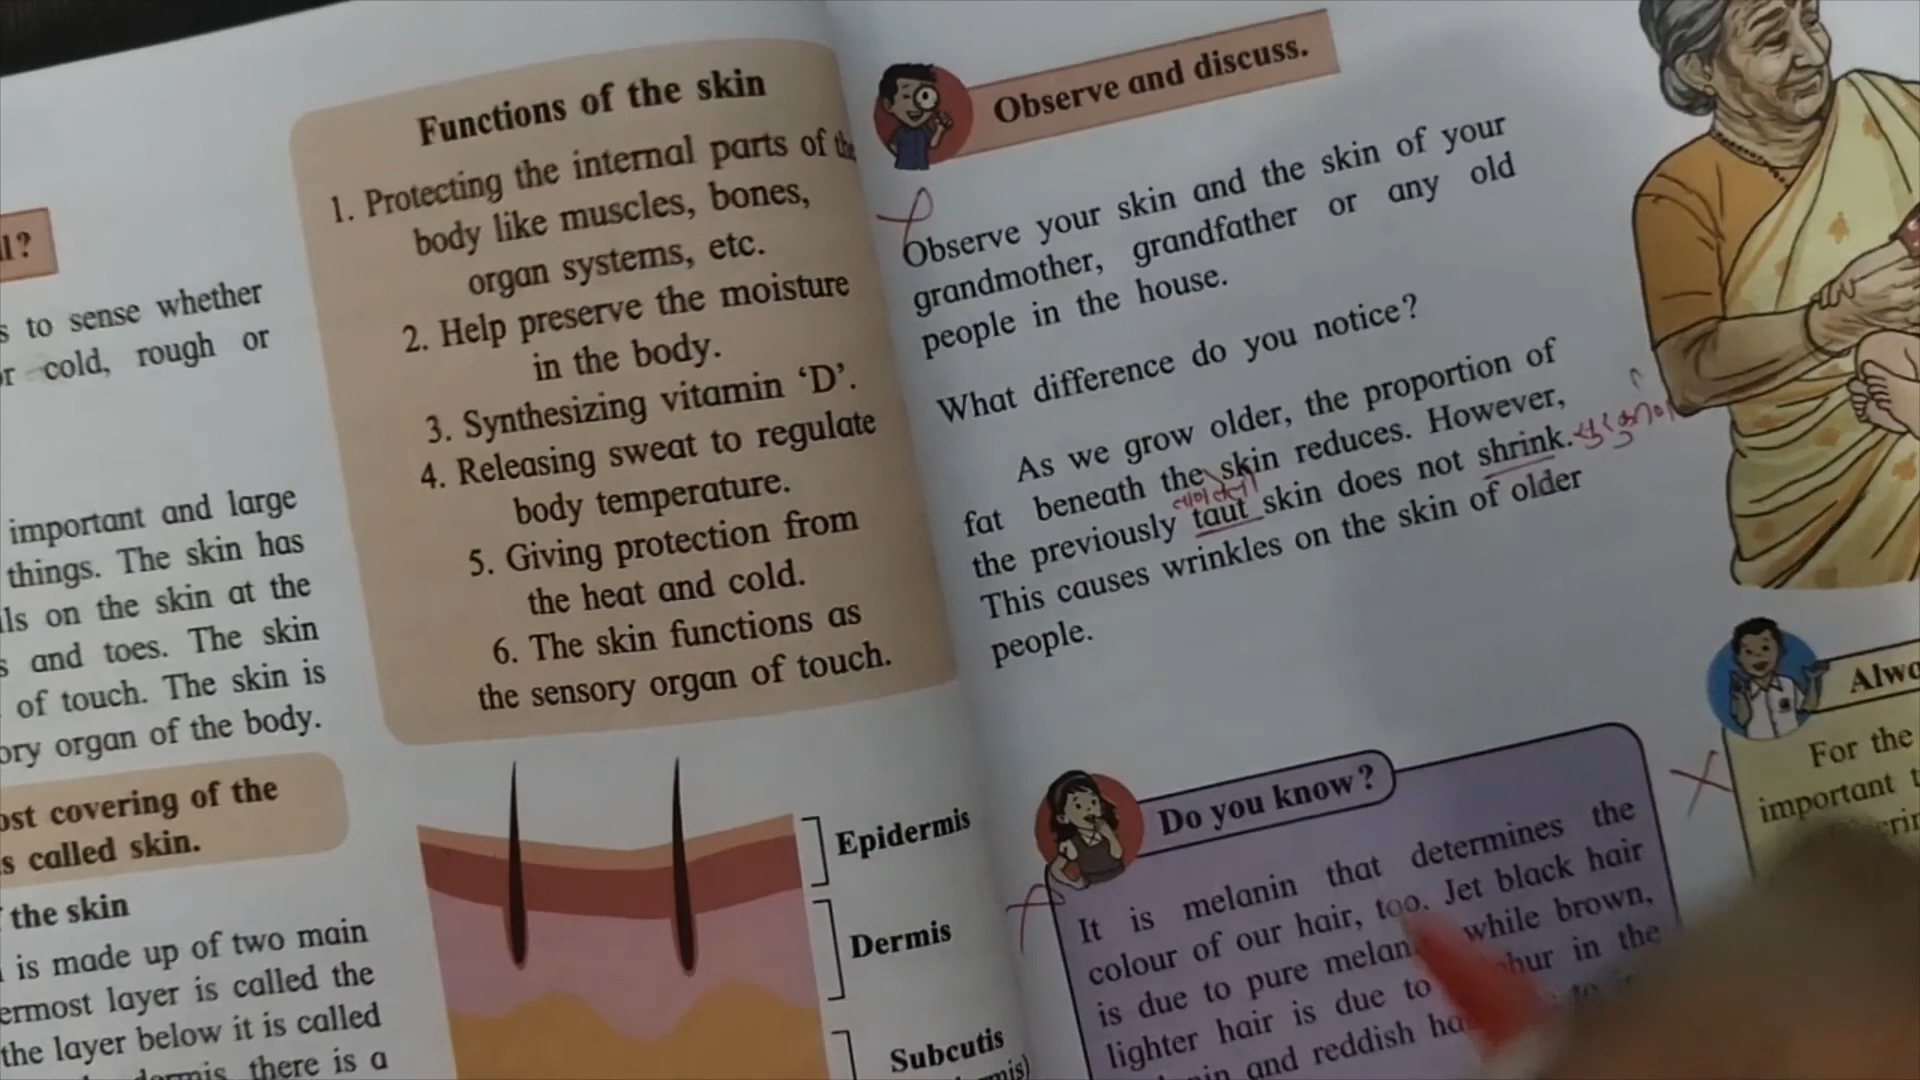 s to sense whether
cold, rough or
important and large
things. The skin has
on the skin at the
and toes. The skin
of touch. The skin is
organ of the body.
covering of the
called skin.
the skin
is made up of two main
layer is called the
the layer below it is called
there is a
Functions of the skin
1. Protecting the internal parts of the
body like muscles, bones,
organ systems, etc.
2. Help preserve the moisture
in the body.
3. Synthesizing vitamin ‘D’.
4. Releasing sweat to regulate
body temperature.
5. Giving protection from
the heat and cold.
6. The skin functions as
the sensory organ of touch.
Epidermis
Dermis
Subcutis
Observe and discuss.
Observe your skin and the skin of your
grandmother, grandfather or any old
people in the house.
What difference do you notice?
As we grow older, the proportion of
fat beneath the skin reduces. However,
the previously taut skin does not shrink.
This causes wrinkles on the skin of older
people.
Do you know?
It is melanin that determines the
colour of our hair, too. Jet black hair
is due to pure while brown,
lighter hair is due to in the
and reddish
For the
important